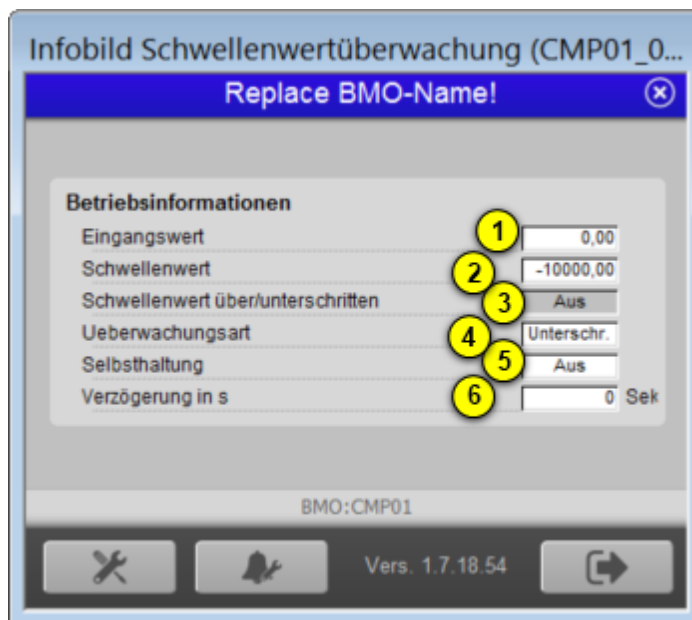 Infobild Schwellenwertüberwachung (CMP01_0...
Replace BMO-Name!
Betriebsinformationen
Eingangswert 1 0,00
Schwellenwert 2 -10000,00
Schwellenwert über/unterschritten 3 Aus
Ueberwachungsart 4 Unterschr.
Selbsthaltung 5 Aus
Verzögerung in s 6 0 Sek
BMO:CMP01
Vers. 1.7.18.54